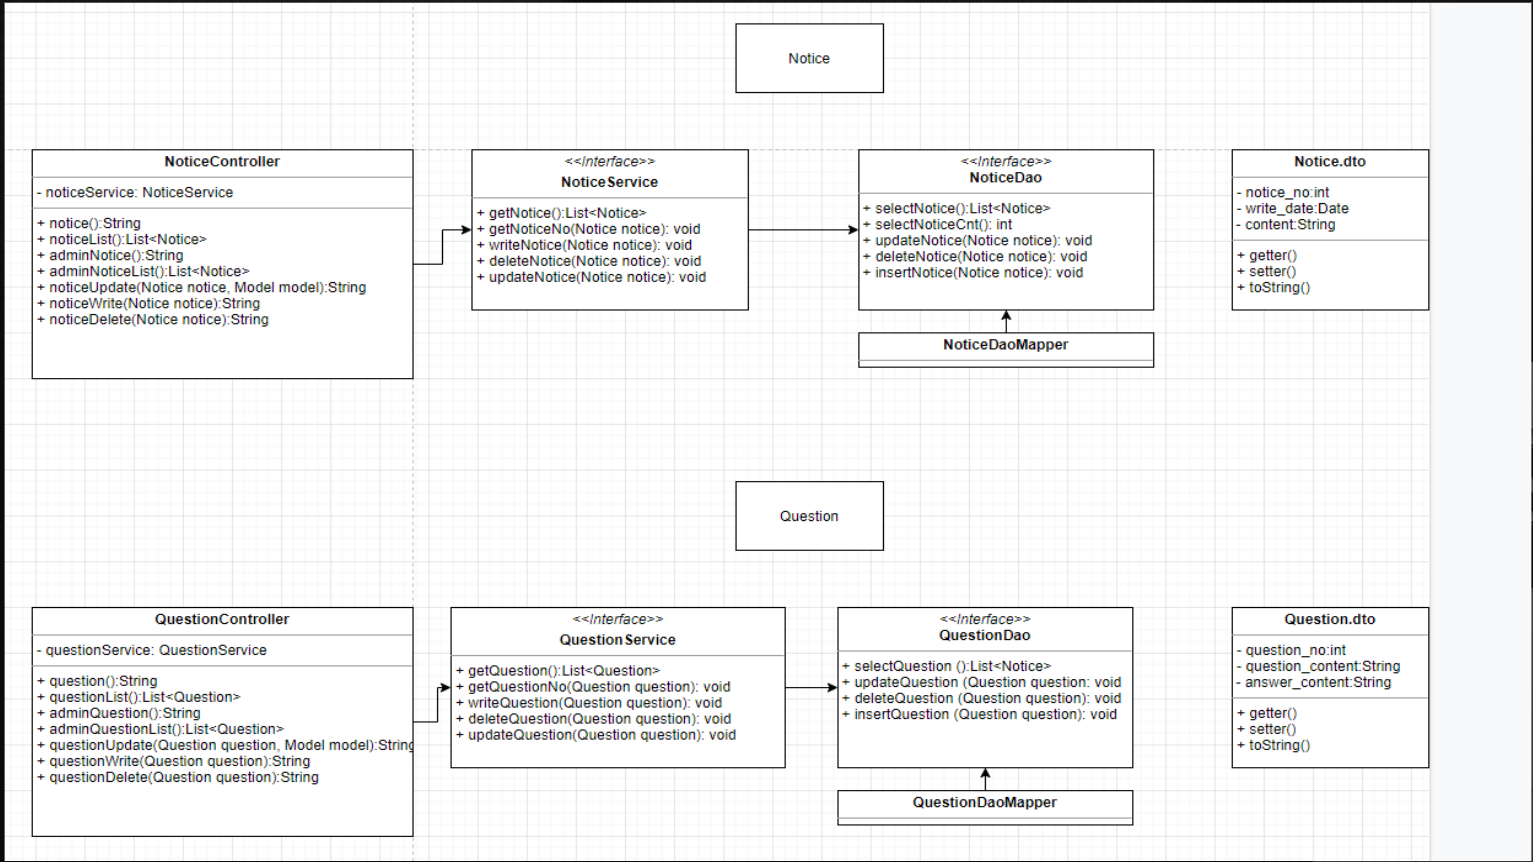 Notice
NoticeController
- noticeService: NoticeService
+ notice():String
+ noticeList():List<Notice>
+ adminNotice():String
+ adminNoticeList():List<Notice>
+ noticeUpdate(Notice notice, Model model):String
+ noticeWrite(Notice notice):String
+ noticeDelete(Notice notice):String
<<Interface>>
NoticeService
+ getNotice():List<Notice>
+ getNoticeNo(Notice notice): void
+ writeNotice(Notice notice): void
+ deleteNotice(Notice notice): void
+ updateNotice(Notice notice): void
<<Interface>>
NoticeDao
+ selectNotice():List<Notice>
+ selectNoticeCnt(): int
+ updateNotice(Notice notice): void
+ deleteNotice(Notice notice): void
+ insertNotice(Notice notice): void
NoticeDaoMapper
Notice.dto
- notice_no:int
- write_date:Date
- content:String
+ getter()
+ setter()
+ toString()
Question
QuestionController
- questionService: QuestionService
+ question():String
+ questionList():List<Question>
+ adminQuestion():String
+ adminQuestionList():List<Question>
+ questionUpdate(Question question, Model model):String
+ questionWrite(Question question):String
+ questionDelete(Question question):String
<<Interface>>
QuestionService
+ getQuestion():List<Question>
+ getQuestionNo(Question question): void
+ writeQuestion(Question question): void
+ deleteQuestion(Question question): void
+ updateQuestion(Question question): void
<<Interface>>
QuestionDao
+ selectQuestion ():List<Notice>
+ updateQuestion (Question question: void
+ deleteQuestion (Question question): void
+ insertQuestion (Question question): void
QuestionDaoMapper
Question.dto
- question_no:int
- question_content:String
- answer_content:String
+ getter()
+ setter()
+ toString()